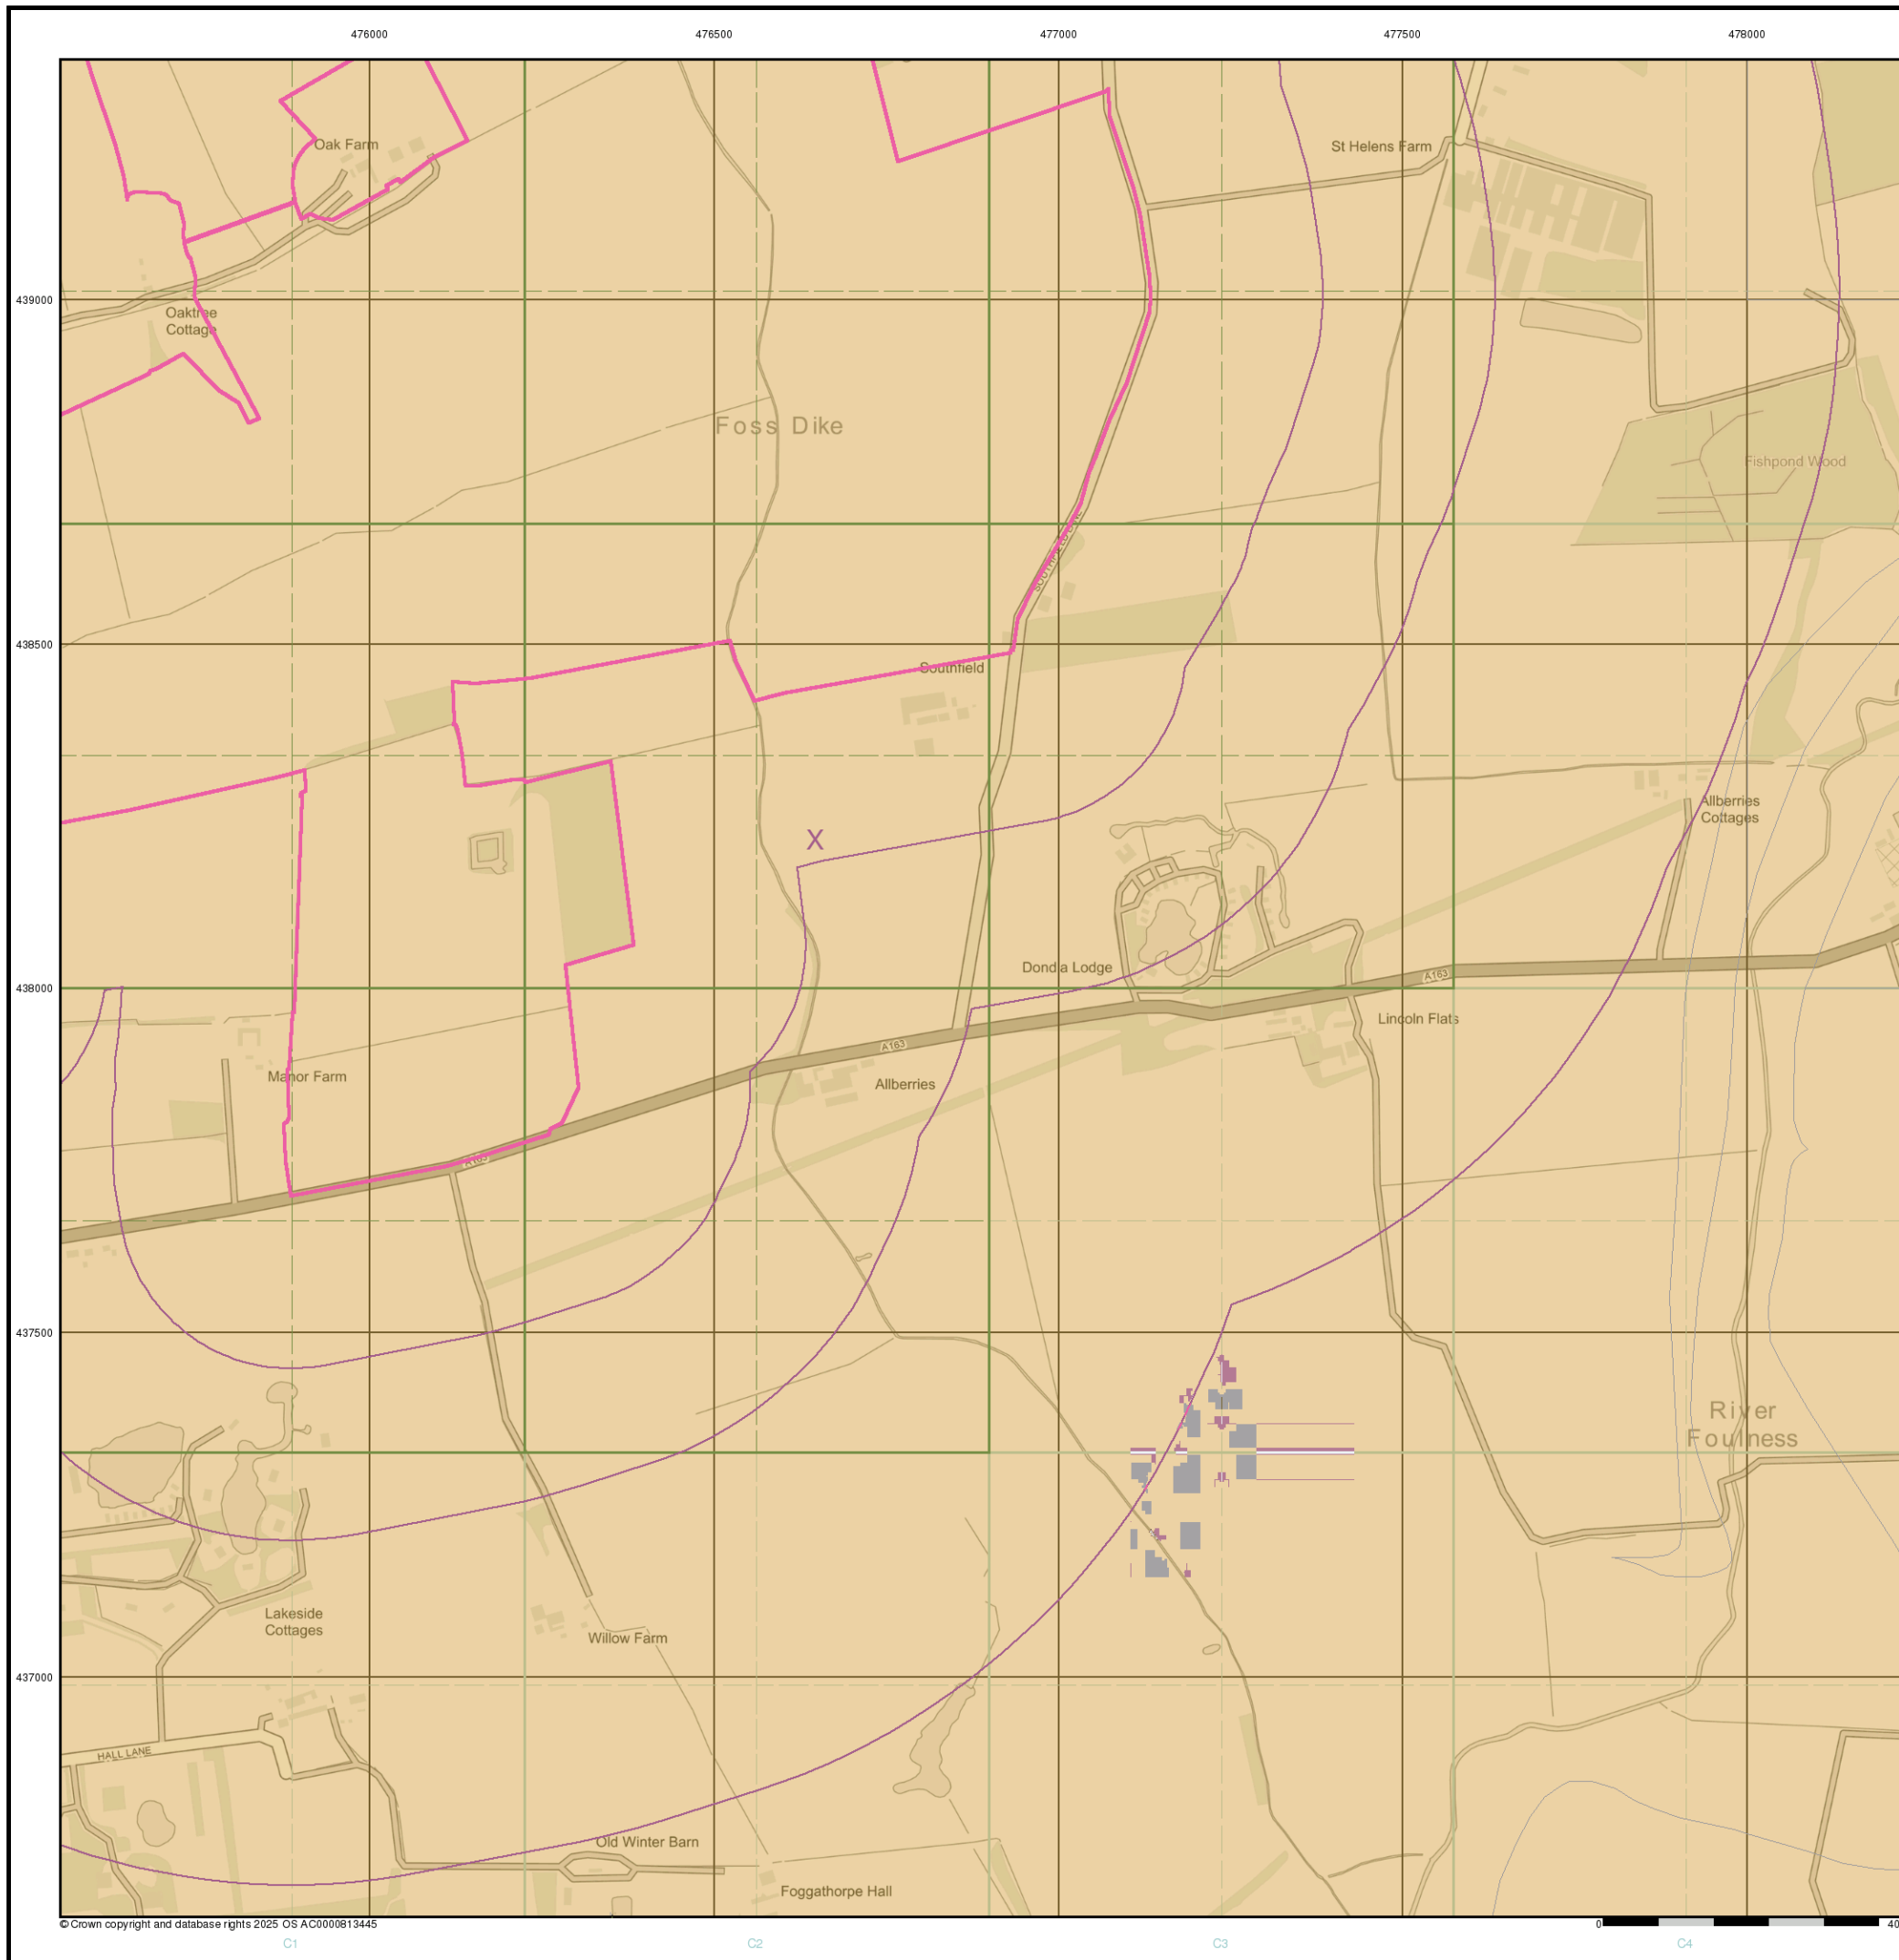 476000 476500 477000 477500 478000
Oak Farm
St Helens Farm
439000
Oaktree
Cottage
Foss Dike
Fishpond Wood
438500
Southfield
Allberries
Cottages
X
438000
Dondia Lodge
A163
Lincoln Flats
A163
Allberries
Manor Farm
A163
437500
River
Foulness
Lakeside
Cottages
Willow Farm
437000
HALL LANE
Old Winter Barn
Foggathorpe Hall
© Crown copyright and database rights 2025 OS AC0000813445
0 40
C1 C2 C3 C4